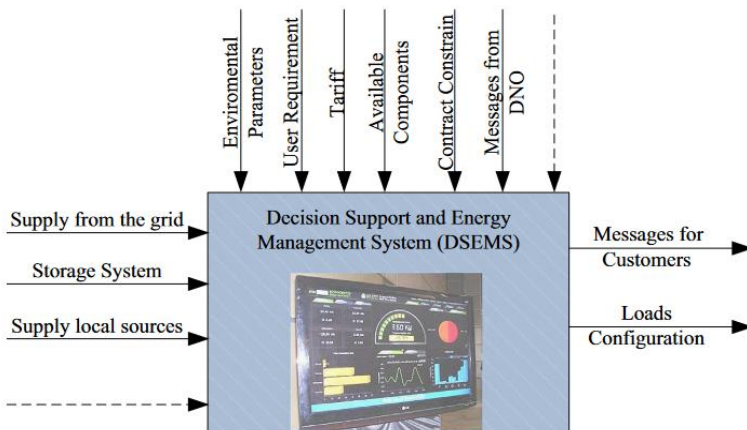 Enviromental
Parameters
User Requirement
Tariff
Available
Components
Contract Constrain
Messages from
DNO
Supply from the grid
Storage System
Supply local sources
Decision Support and Energy
Management System (DSEMS)
Messages for
Customers
Loads
Configuration